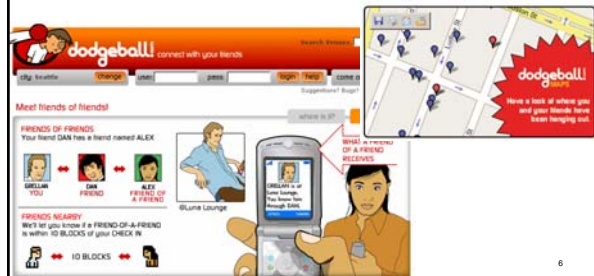 dodgeball connect with your friends
city: Seattle change user: pass: login help
Suggestions? Bugs?
Meet friends of friends!
where is it?
FRIENDS OF FRIENDS
Your friend DAN has a friend named ALEX
GRELLAN DAN ALEX
YOU FRIEND FRIEND OF
A FRIEND
@Luna Lounge
FRIENDS NEARBY
We'll let you know if a FRIEND-OF-A-FRIEND
is within 10 BLOCKS of your CHECK IN
10 BLOCKS
WHAT A FRIEND
OF A FRIEND
RECEIVES
GRELLAN is at
Luna Lounge.
You know him
through DAN.
dodgeball
MAPS
Have a look at where you
and your friends have
been hanging out.
6